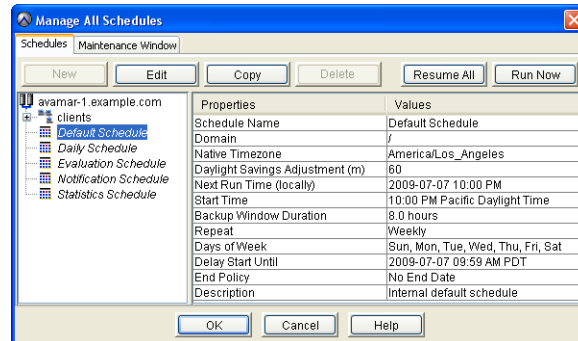 Manage All Schedules
Schedules Maintenance Window
New Edit Copy Delete Resume All Run Now
avamar-1.example.com
clients
Default Schedule
Daily Schedule
Evaluation Schedule
Notification Schedule
Statistics Schedule
Properties Values
Schedule Name Default Schedule
Domain /
Native Timezone America/Los_Angeles
Daylight Savings Adjustment (m) 60
Next Run Time (locally) 2009-07-07 10:00 PM
Start Time 10:00 PM Pacific Daylight Time
Backup Window Duration 8.0 hours
Repeat Weekly
Days of Week Sun, Mon, Tue, Wed, Thu, Fri, Sat
Delay Start Until 2009-07-07 09:59 AM PDT
End Policy No End Date
Description Internal default schedule
OK Cancel Help